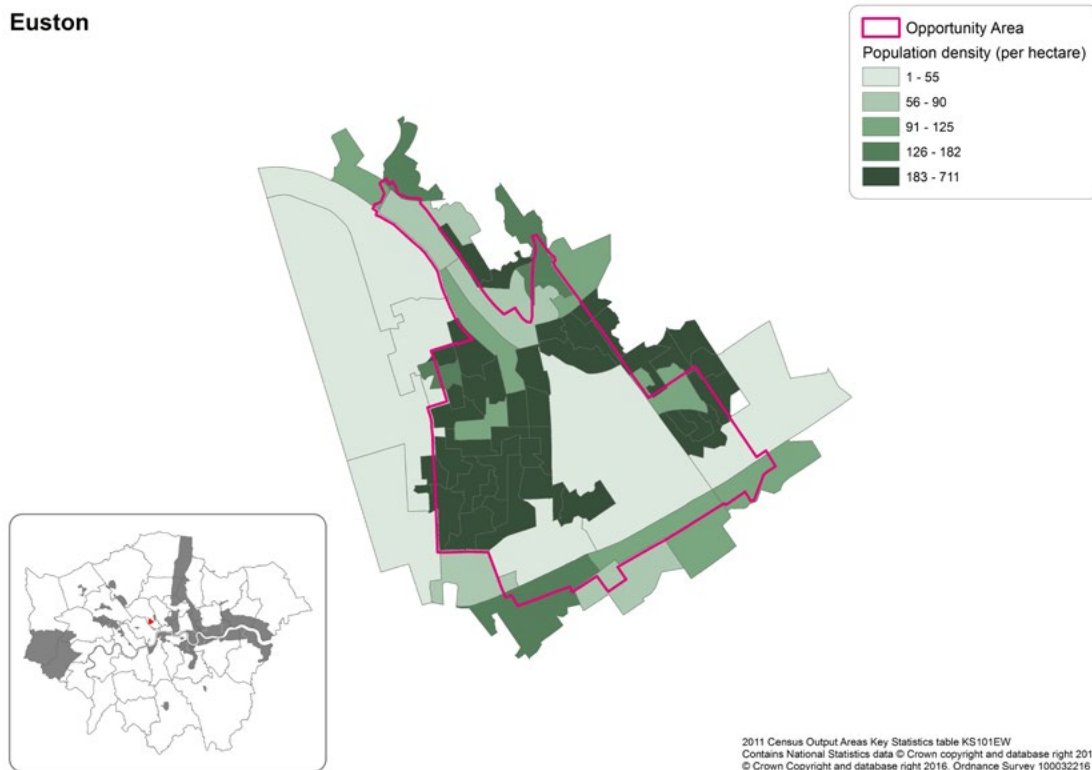 Euston
Opportunity Area
Population density (per hectare)
1 - 55
56 - 90
91 - 125
126 - 182
183 - 711
2011 Census Output Areas Key Statistics table KS101EW
Contains National Statistics data © Crown copyright and database right 201
© Crown Copyright and database right 2016. Ordnance Survey 100032216